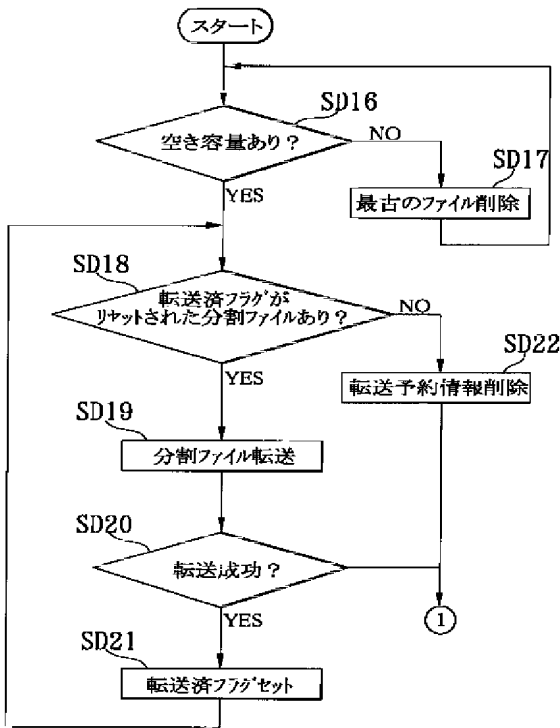 スタート
SD16
空き容量あり?
NO
SD17
最古のファイル削除
YES
SD18
転送済フラグが
リセットされた分割ファイルあり?
NO
SD22
転送予約情報削除
YES
SD19
分割ファイル転送
SD20
転送成功?
1
YES
SD21
転送済フラグセット